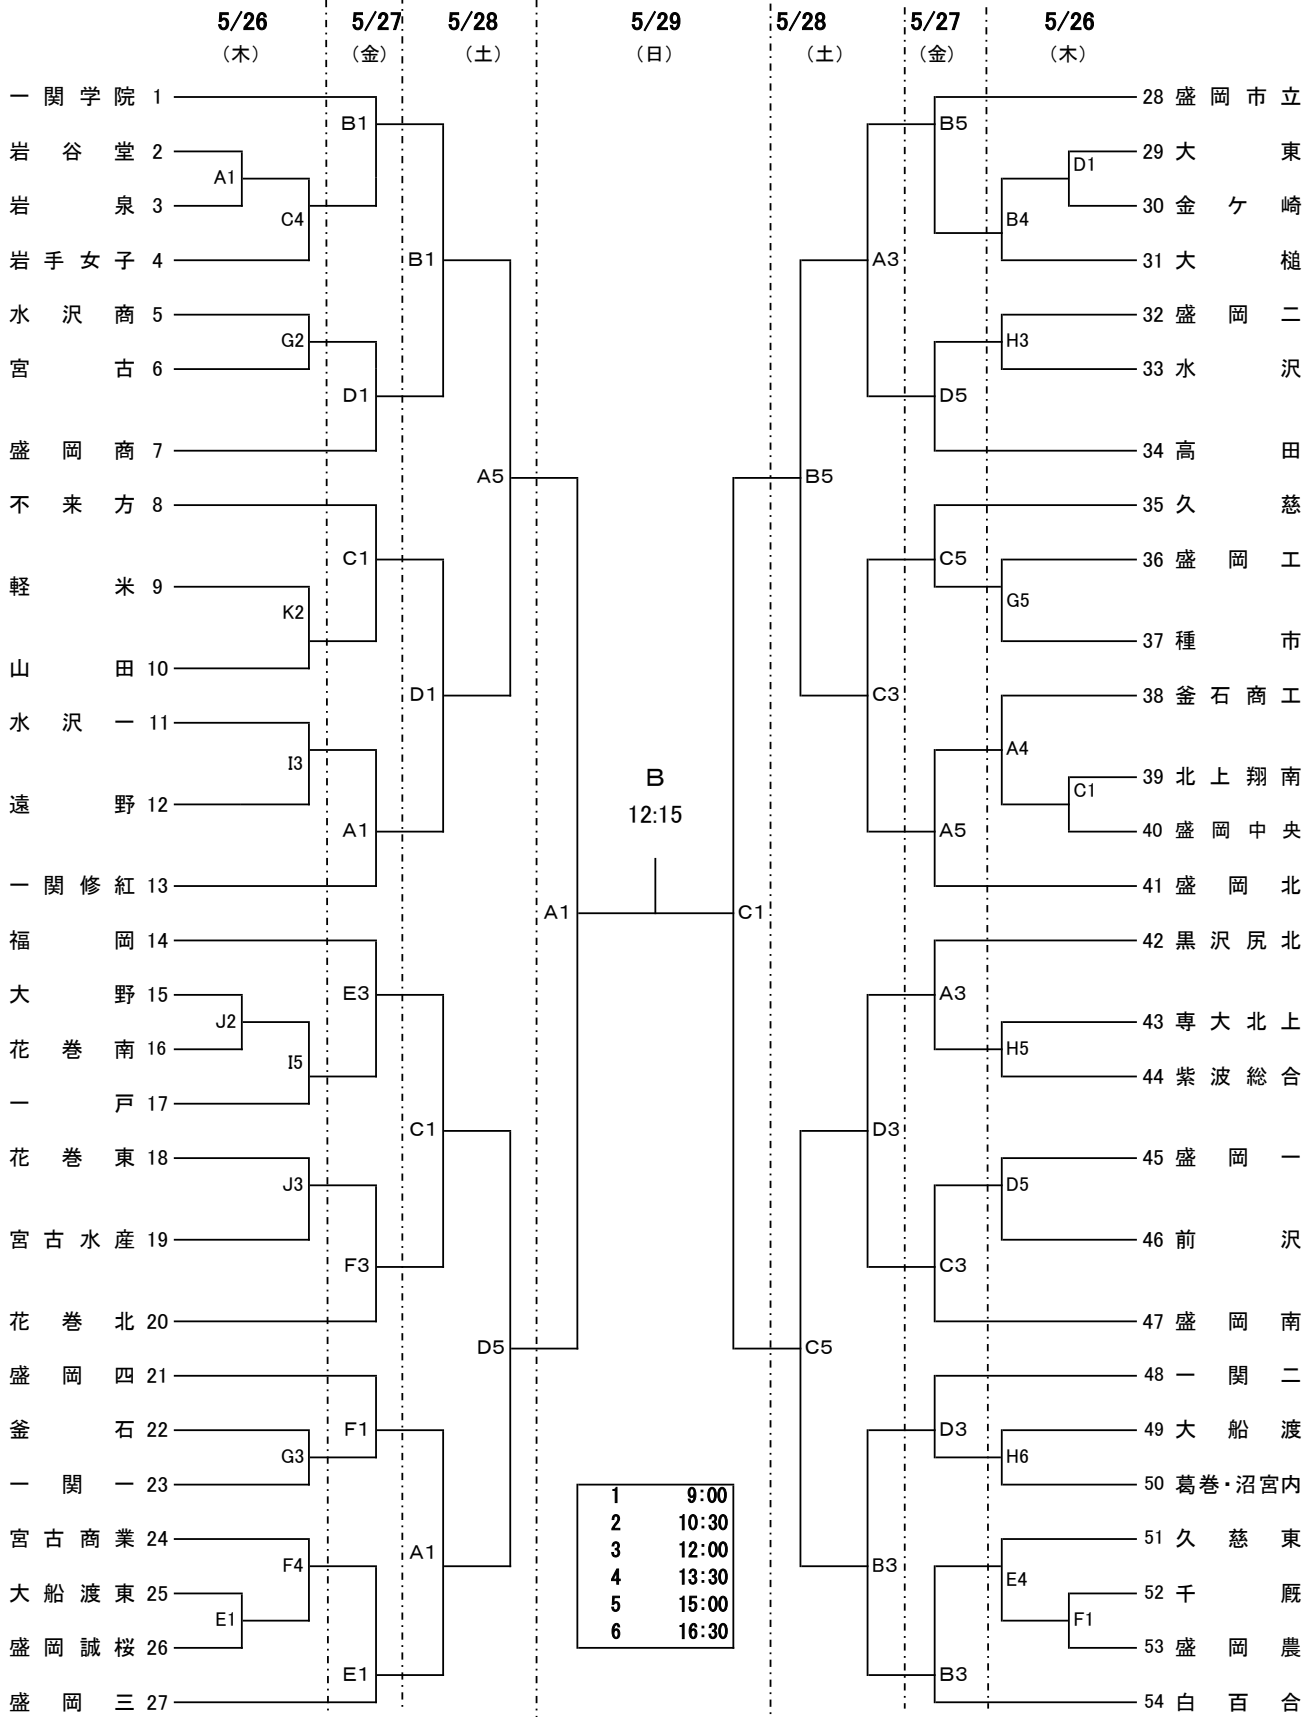 5/26 5/27 5/28 5/29 5/28 5/27 5/26
(木) (金) (土) (日) (土) (金) (木)
一関学院 1
B1
岩谷堂 2
A1
岩泉 3
C4
岩手女子 4
B1
水沢商 5
G2
宮古 6
D1
盛岡商 7
A5
不来方 8
C1
軽米 9
K2
山田 10
D1
水沢一 11
I3
遠野 12
A1
一関修紅 13
A1
福岡 14
大野 15
E3
J2
花巻南 16
I5
一戸 17
C1
花巻東 18
J3
宮古水産 19
F3
花巻北 20
D5
盛岡四 21
釜石 22
F1
G3
一関一 23
宮古商業 24
A1
F4
大船渡東 25
E1
盛岡誠桜 26
E1
盛岡三 27
B
12:15
1 9:00
2 10:30
3 12:00
4 13:30
5 15:00
6 16:30
28 盛岡市立
B5
29 大東
D1
30 金ケ崎
B4
31 大槌
A3
32 盛岡二
H3
33 水沢
D5
34 高田
B5
35 久慈
36 盛岡工
C5
G5
37 種市
38 釜石商工
C3
A4
39 北上翔南
C1
40 盛岡中央
A5
41 盛岡北
C1
42 黒沢尻北
A3
43 専大北上
H5
44 紫波総合
D3
45 盛岡一
D5
46 前沢
C3
47 盛岡南
C5
48 一関二
49 大船渡
D3
H6
50 葛巻・沼宮内
51 久慈東
B3
E4
52 千厩
F1
53 盛岡農
B3
54 白百合